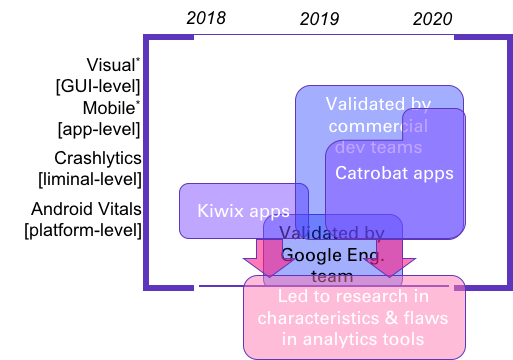 2018 2019 2020
Visual*
[GUI-level]
Mobile*
[app-level]
Crashlytics
[liminal-level]
Android Vitals
[platform-level]
Validated by
commercial
dev teams
Catrobat apps
Kiwix apps
Validated by
Google Eng.
team
Led to research in
characteristics & flaws
in analytics tools